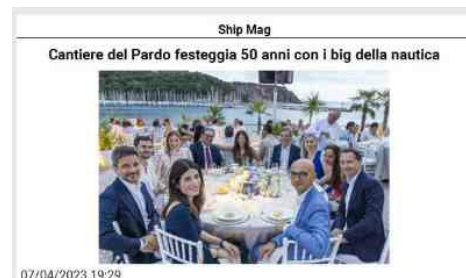 Ship Mag
Cantiere del Pardo festeggia 50 anni con i big della nautica
07/04/2023 19:29